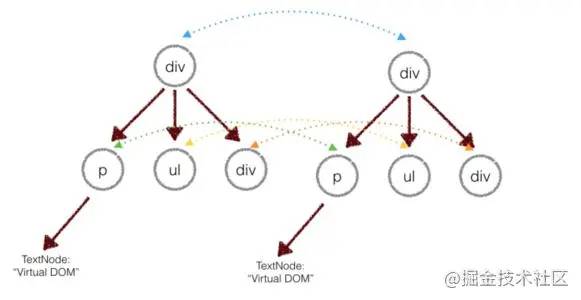 div
div
p
ul
div
p
ul
div
TextNode:
“Virtual DOM”
TextNode:
“Virtual DOM”
@掘金技术社区